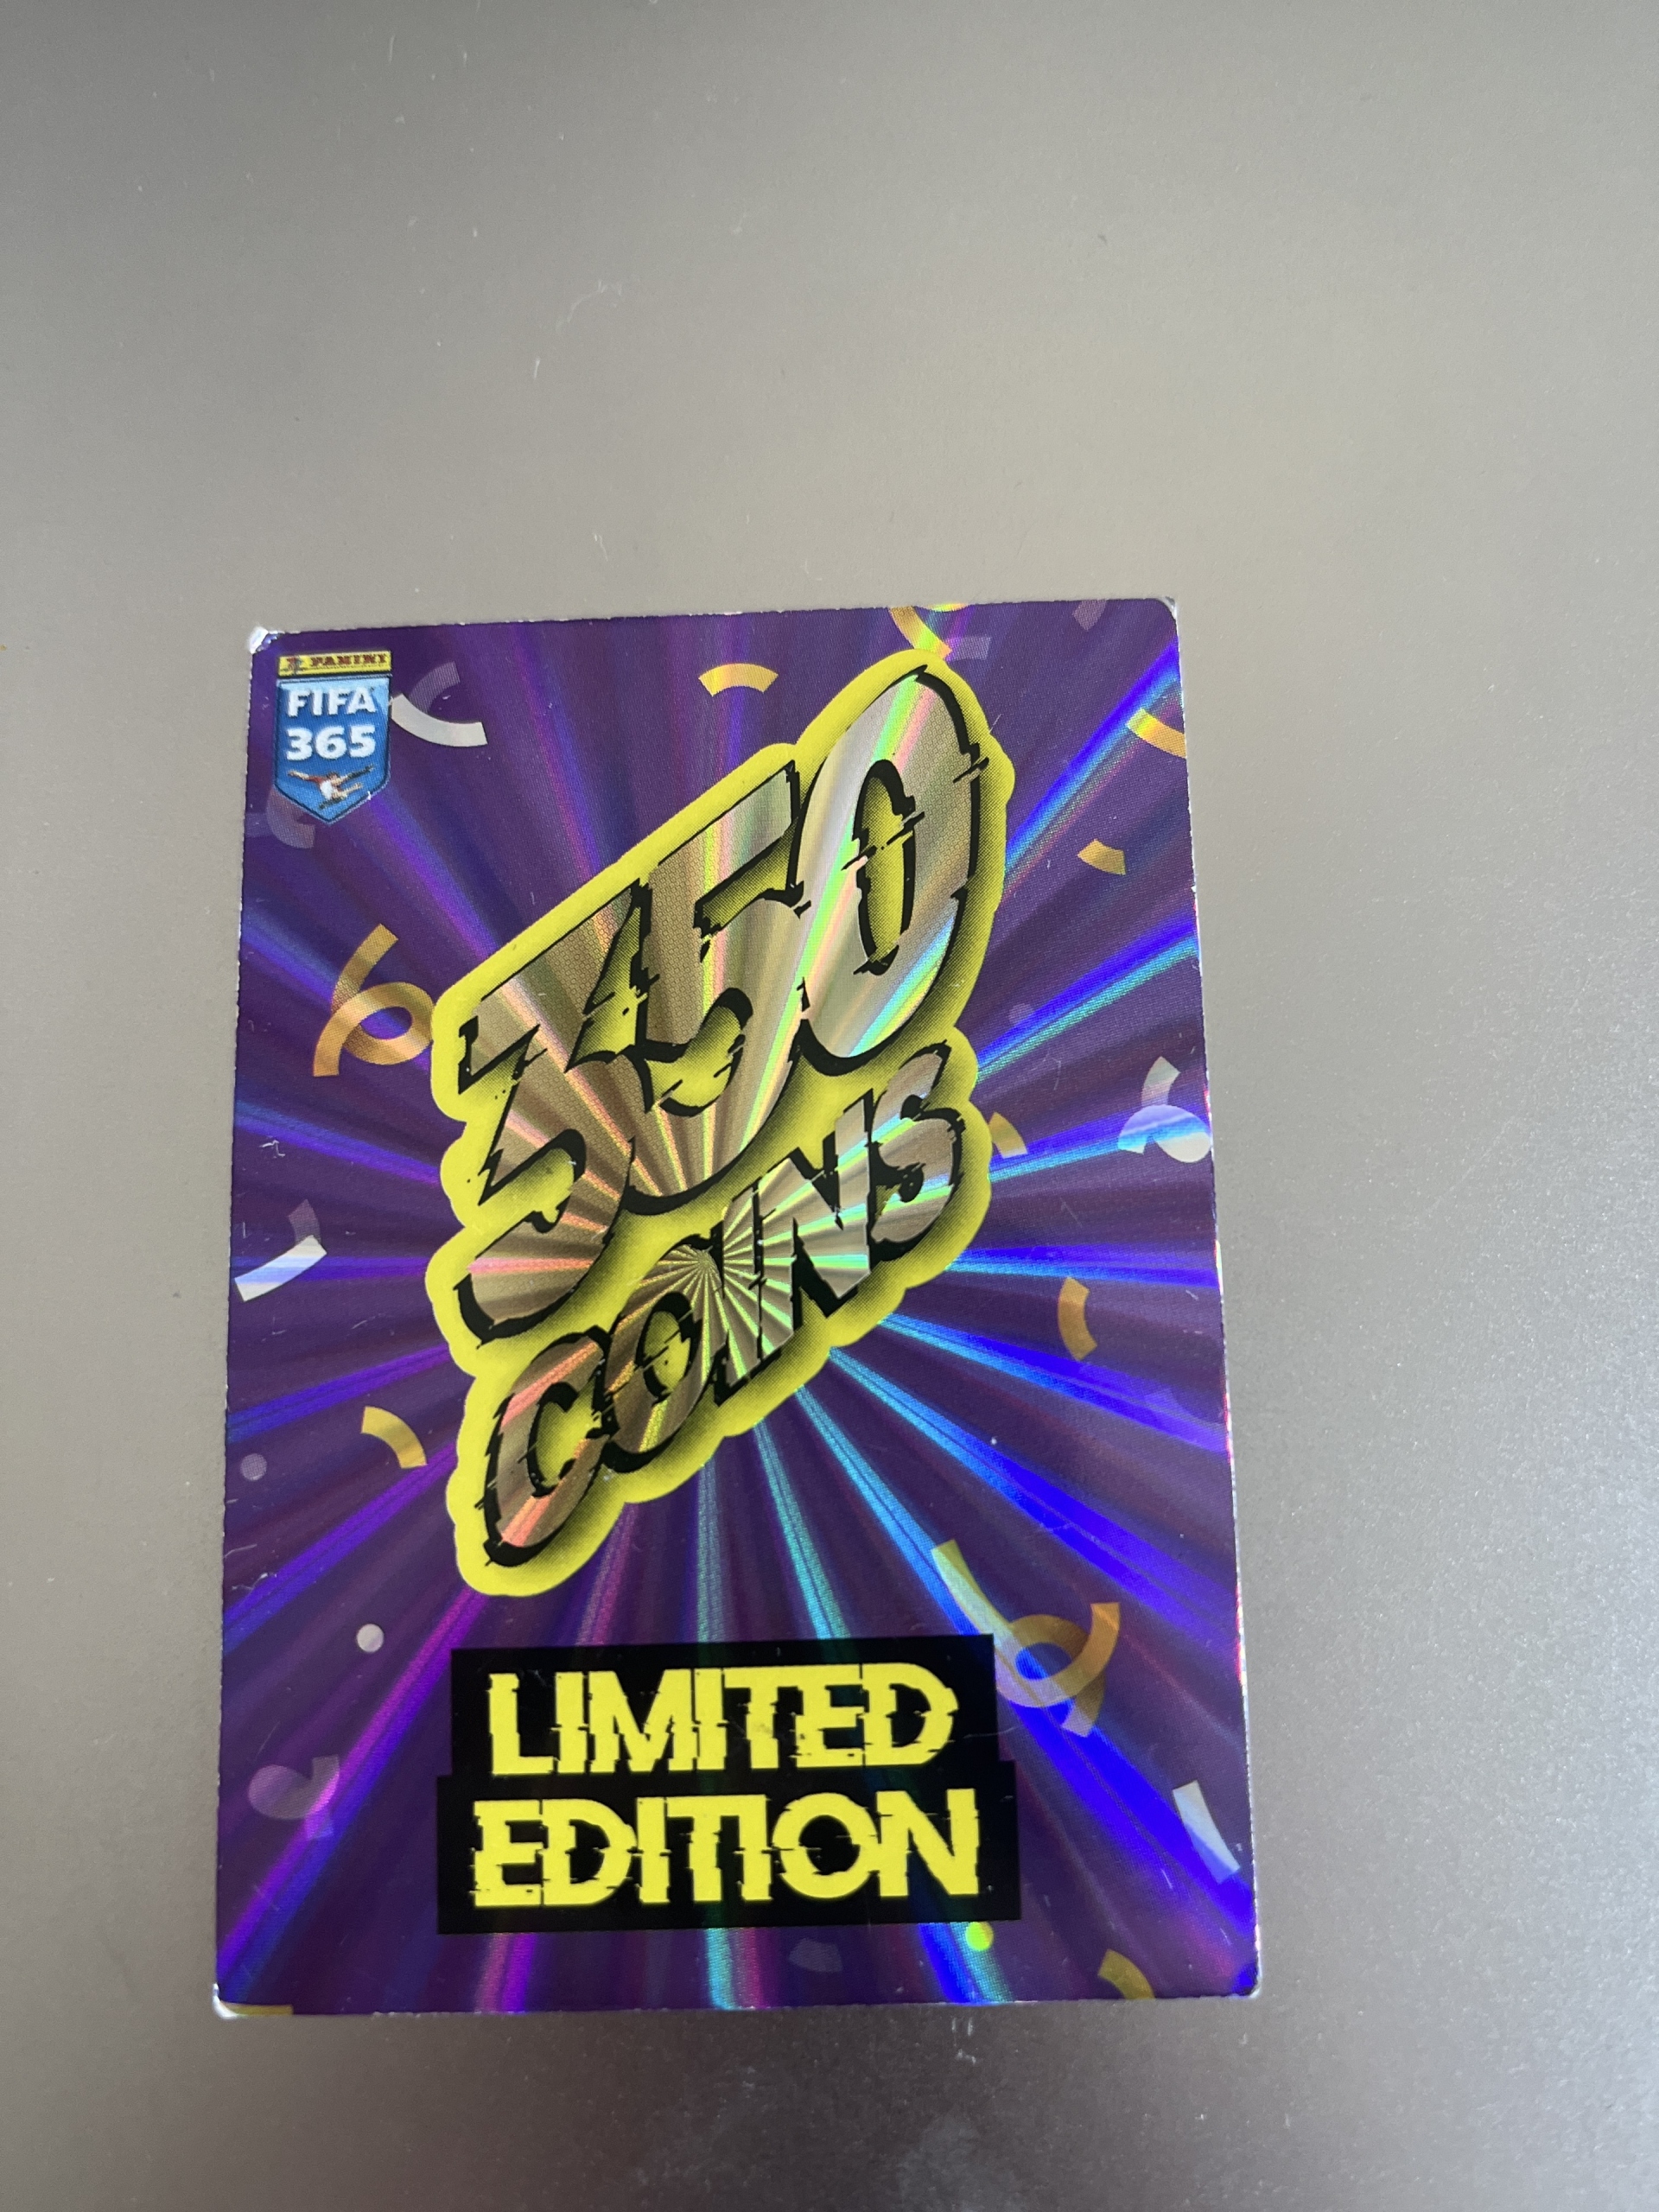 PANINI
FIFA
365
350
COINS
LIMITED
EDITION